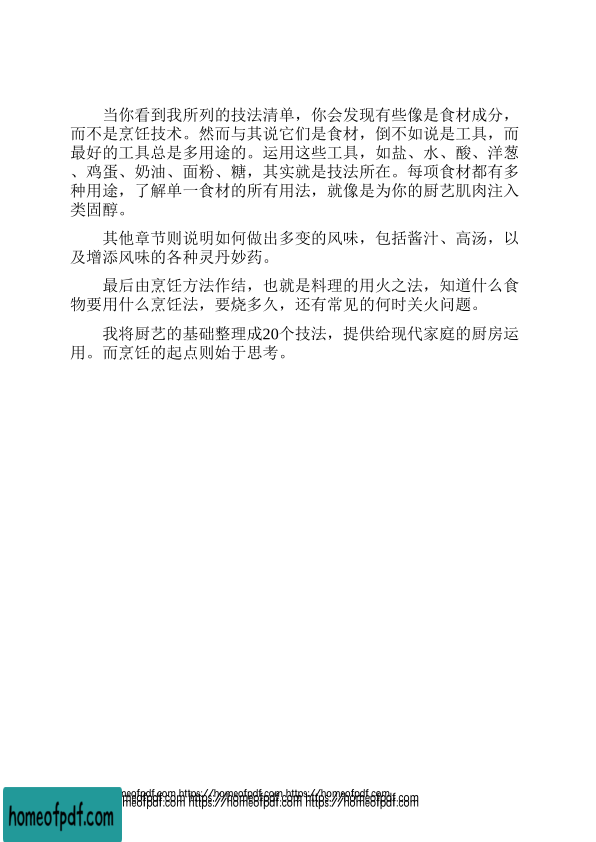 当你看到我所列的技法清单，你会发现有些像是食材成分，
而不是烹饪技术。然而与其说它们是食材，倒不如说是工具，而
最好的工具总是多用途的。运用这些工具，如盐、水、酸、洋葱
、鸡蛋、奶油、面粉、糖，其实就是技法所在。每项食材都有多
种用途，了解单一食材的所有用法，就像是为你的厨艺肌肉注入
类固醇。
其他章节则说明如何做出多变的风味，包括酱汁、高汤，以
及增添风味的各种灵丹妙药。
最后由烹饪方法作结，也就是料理的用火之法，知道什么食
物要用什么烹饪法，要烧多久，还有常见的何时关火问题。
我将厨艺的基础整理成20个技法，提供给现代家庭的厨房运
用。而烹饪的起点则始于思考。
meofpdf.com https://homeofpdf.com https://homeofpdf.com
meofpdf.com https://homeofpdf.com https://homeofpdf.com
homeofpdf.com